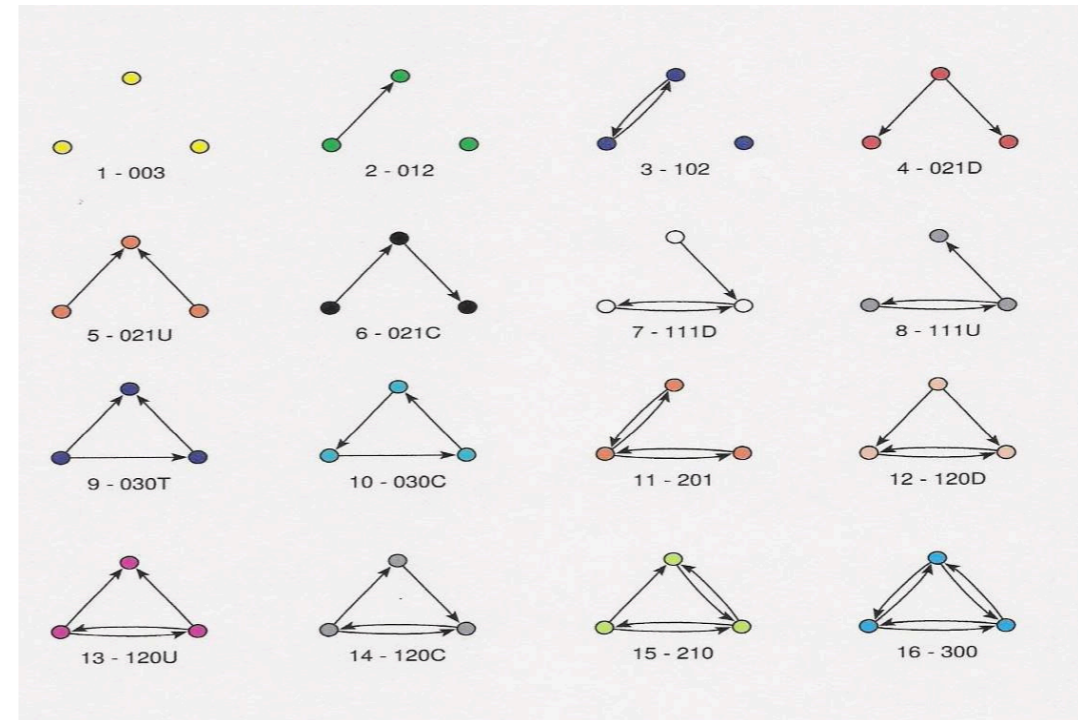 1 - 003
2 - 012
3 - 102
4 - 021D
5 - 021U
6 - 021C
7 - 111D
8 - 111U
9 - 030T
10 - 030C
11 - 201
12 - 120D
13 - 120U
14 - 120C
15 - 210
16 - 300